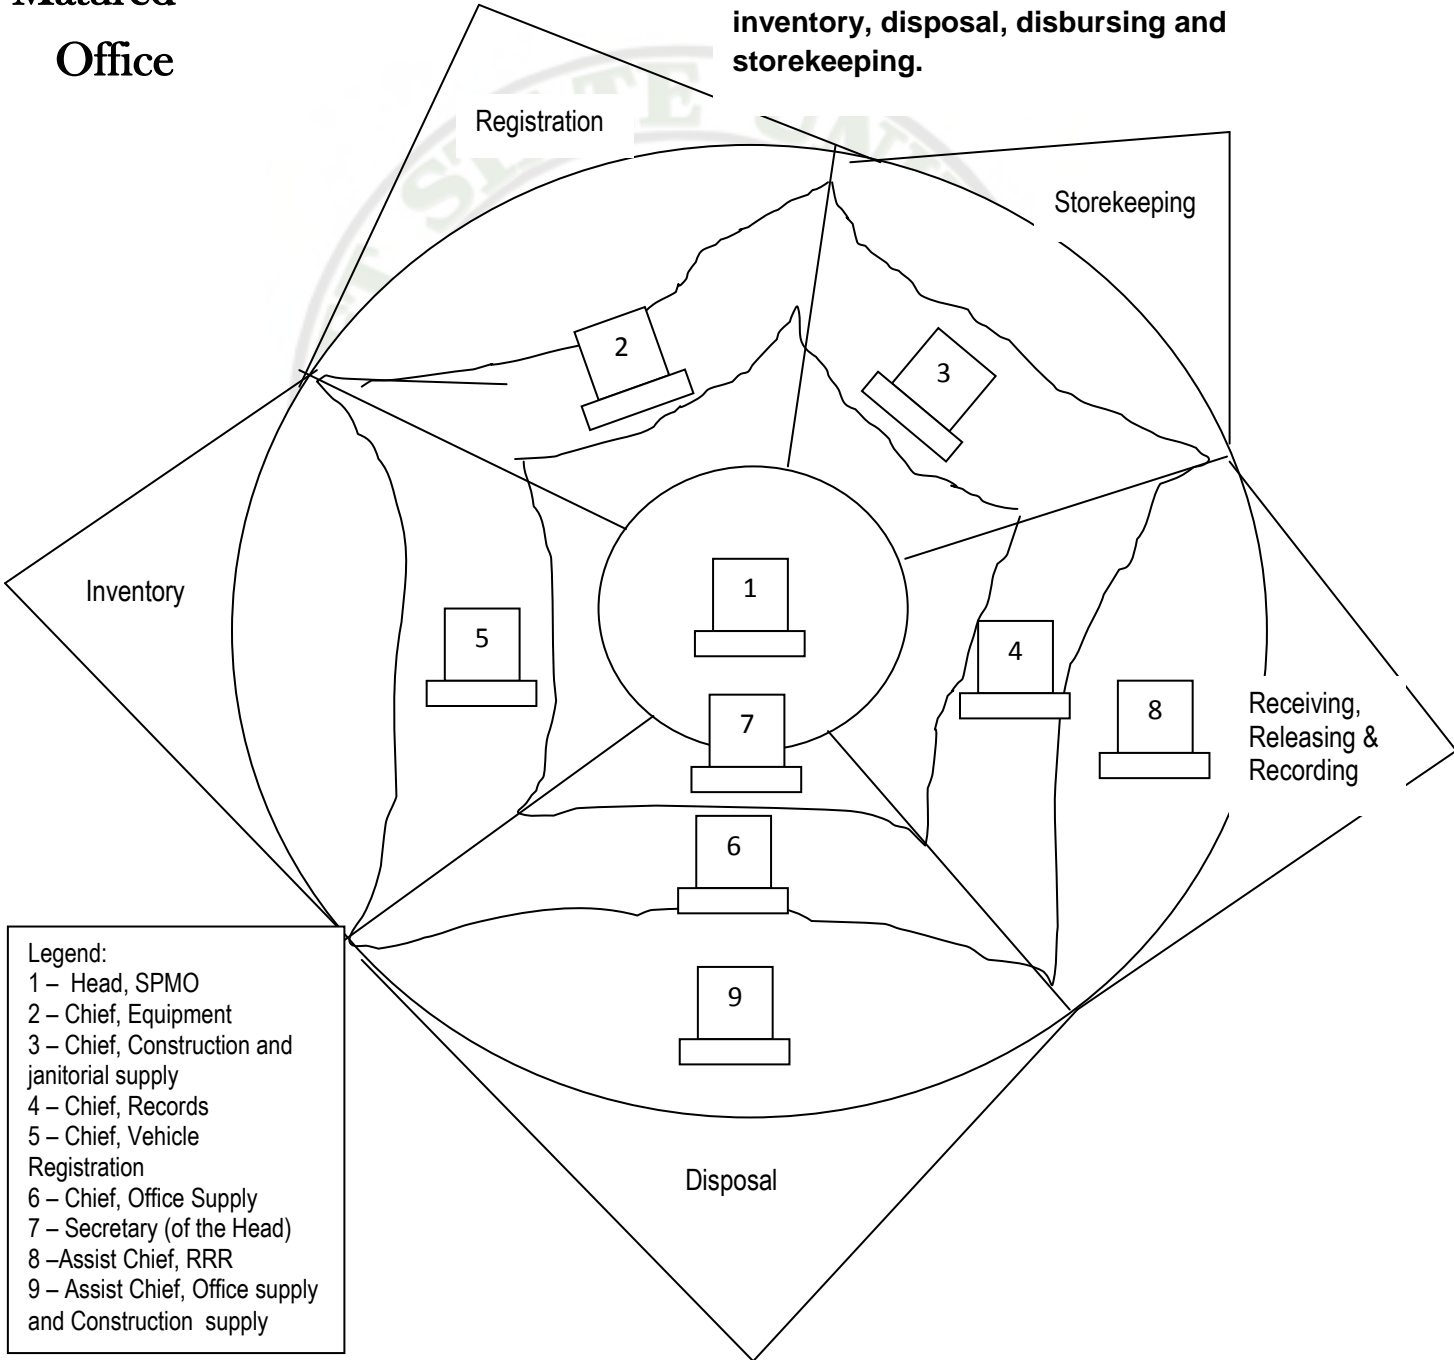 Matured
Office
inventory, disposal, disbursing and
storekeeping.
Registration
Storekeeping
2
3
Inventory
1
5
4
7
8
Receiving,
Releasing &
Recording
6
9
Disposal
Legend:
1 – Head, SPMO
2 – Chief, Equipment
3 – Chief, Construction and
janitorial supply
4 – Chief, Records
5 – Chief, Vehicle
Registration
6 – Chief, Office Supply
7 – Secretary (of the Head)
8 –Assist Chief, RRR
9 – Assist Chief, Office supply
and Construction supply